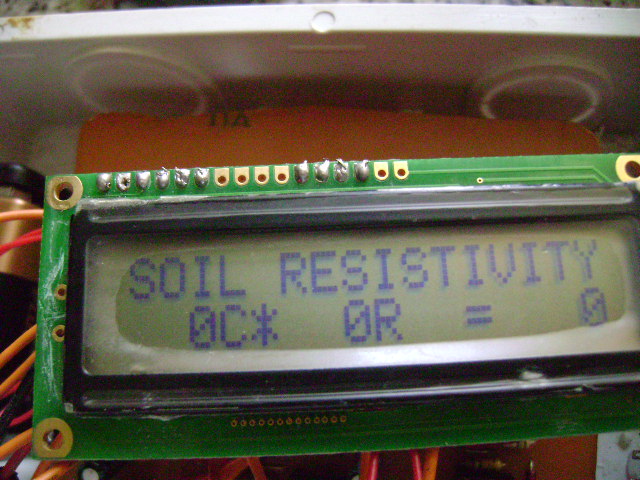 SOIL RESISTIVITY
0C* 0R = 0